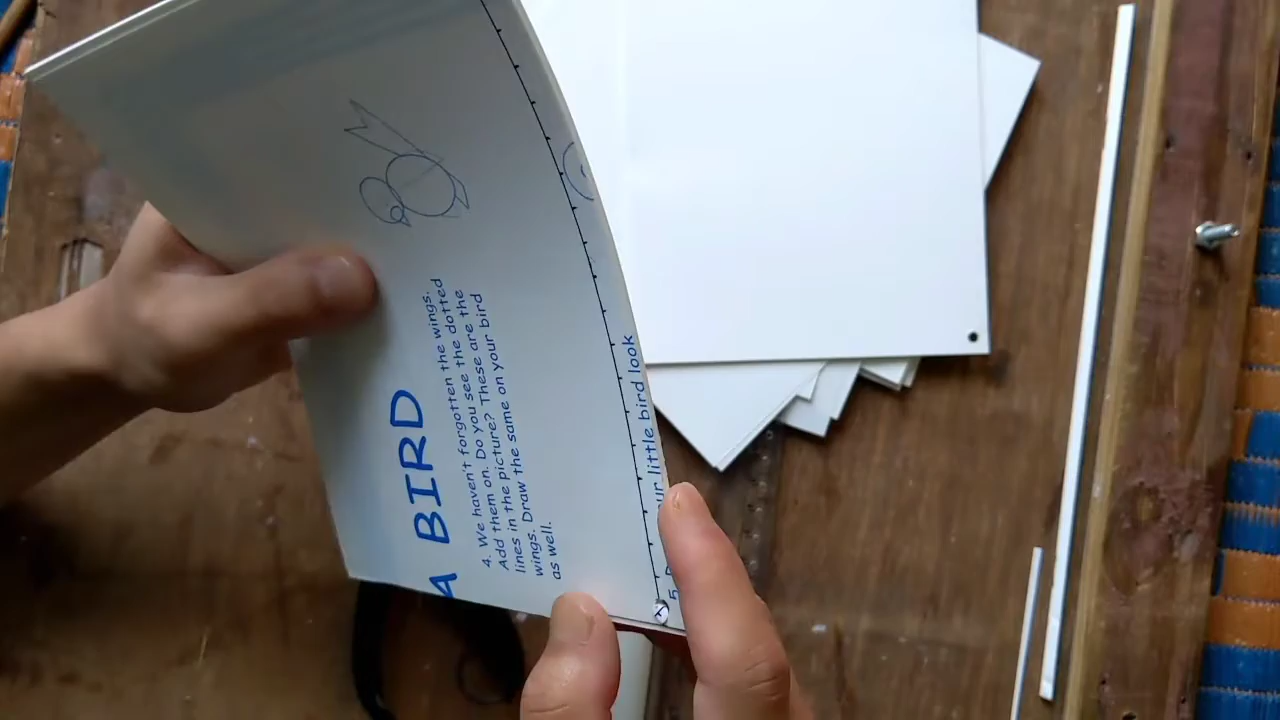 A BIRD
4. We haven't forgotten the wings.
Add them on. Do you see the dotted
lines in the picture? These are the
wings. Draw the same on your bird
as well.
5. little bird look